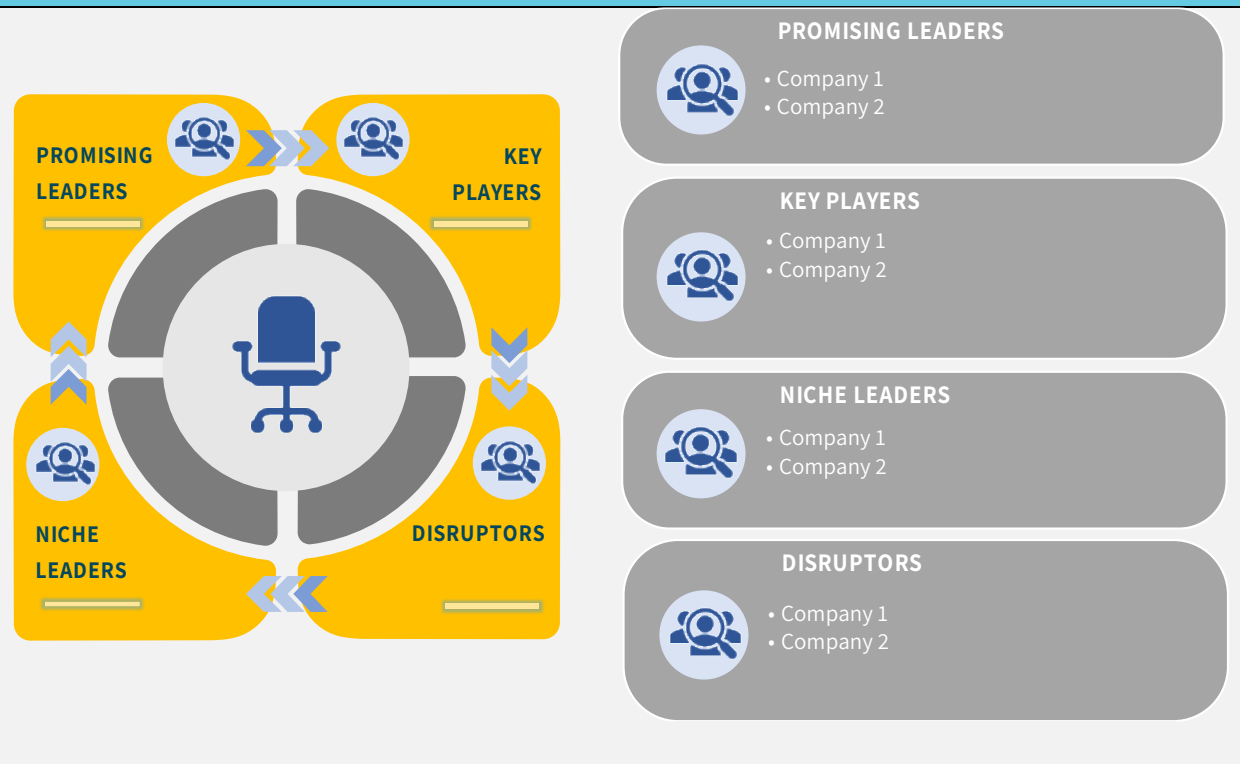 PROMISING
LEADERS
KEY
PLAYERS
NICHE
LEADERS
DISRUPTORS
PROMISING LEADERS
• Company 1
• Company 2
KEY PLAYERS
• Company 1
• Company 2
NICHE LEADERS
• Company 1
• Company 2
DISRUPTORS
• Company 1
• Company 2